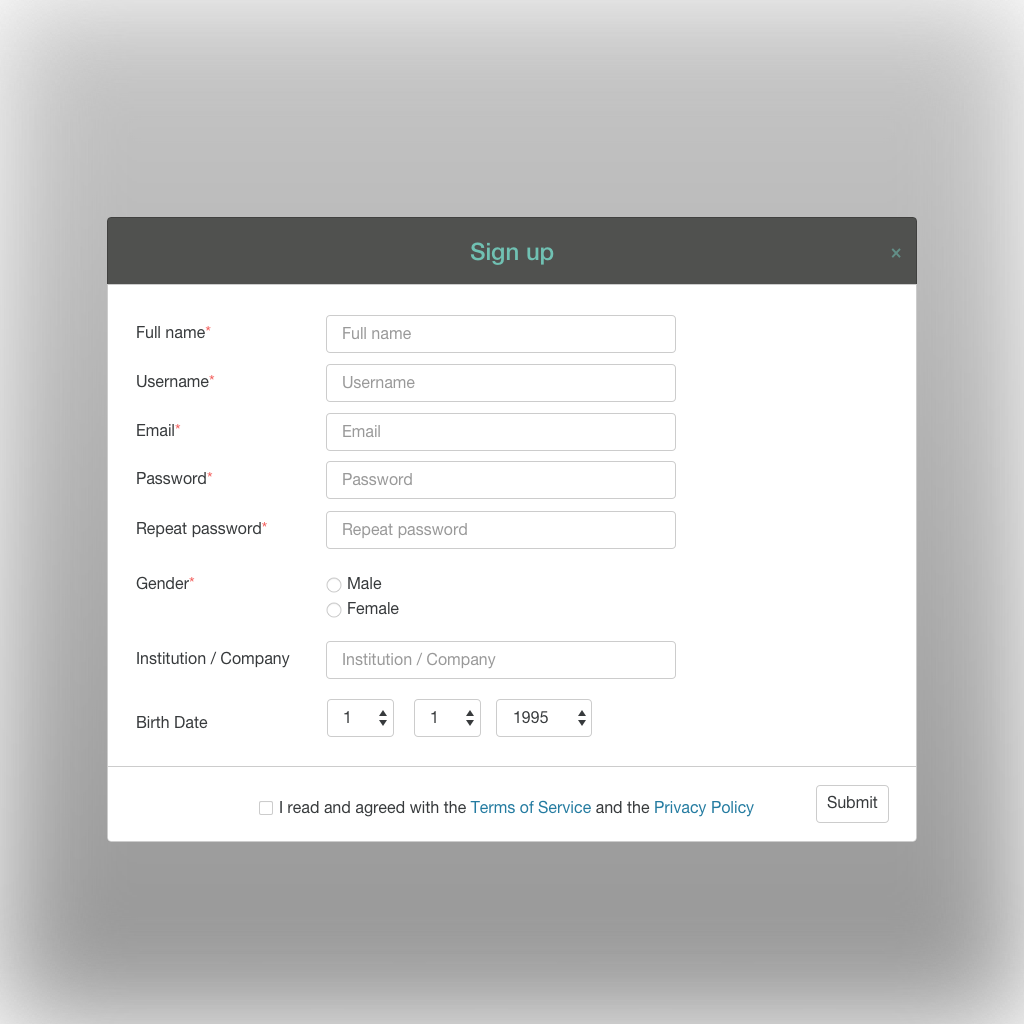 Sign up ×
Full name* Full name
Username* Username
Email* Email
Password* Password
Repeat password* Repeat password
Gender* Male
Female
Institution / Company Institution / Company
Birth Date 1 1 1995
I read and agreed with the Terms of Service and the Privacy Policy Submit